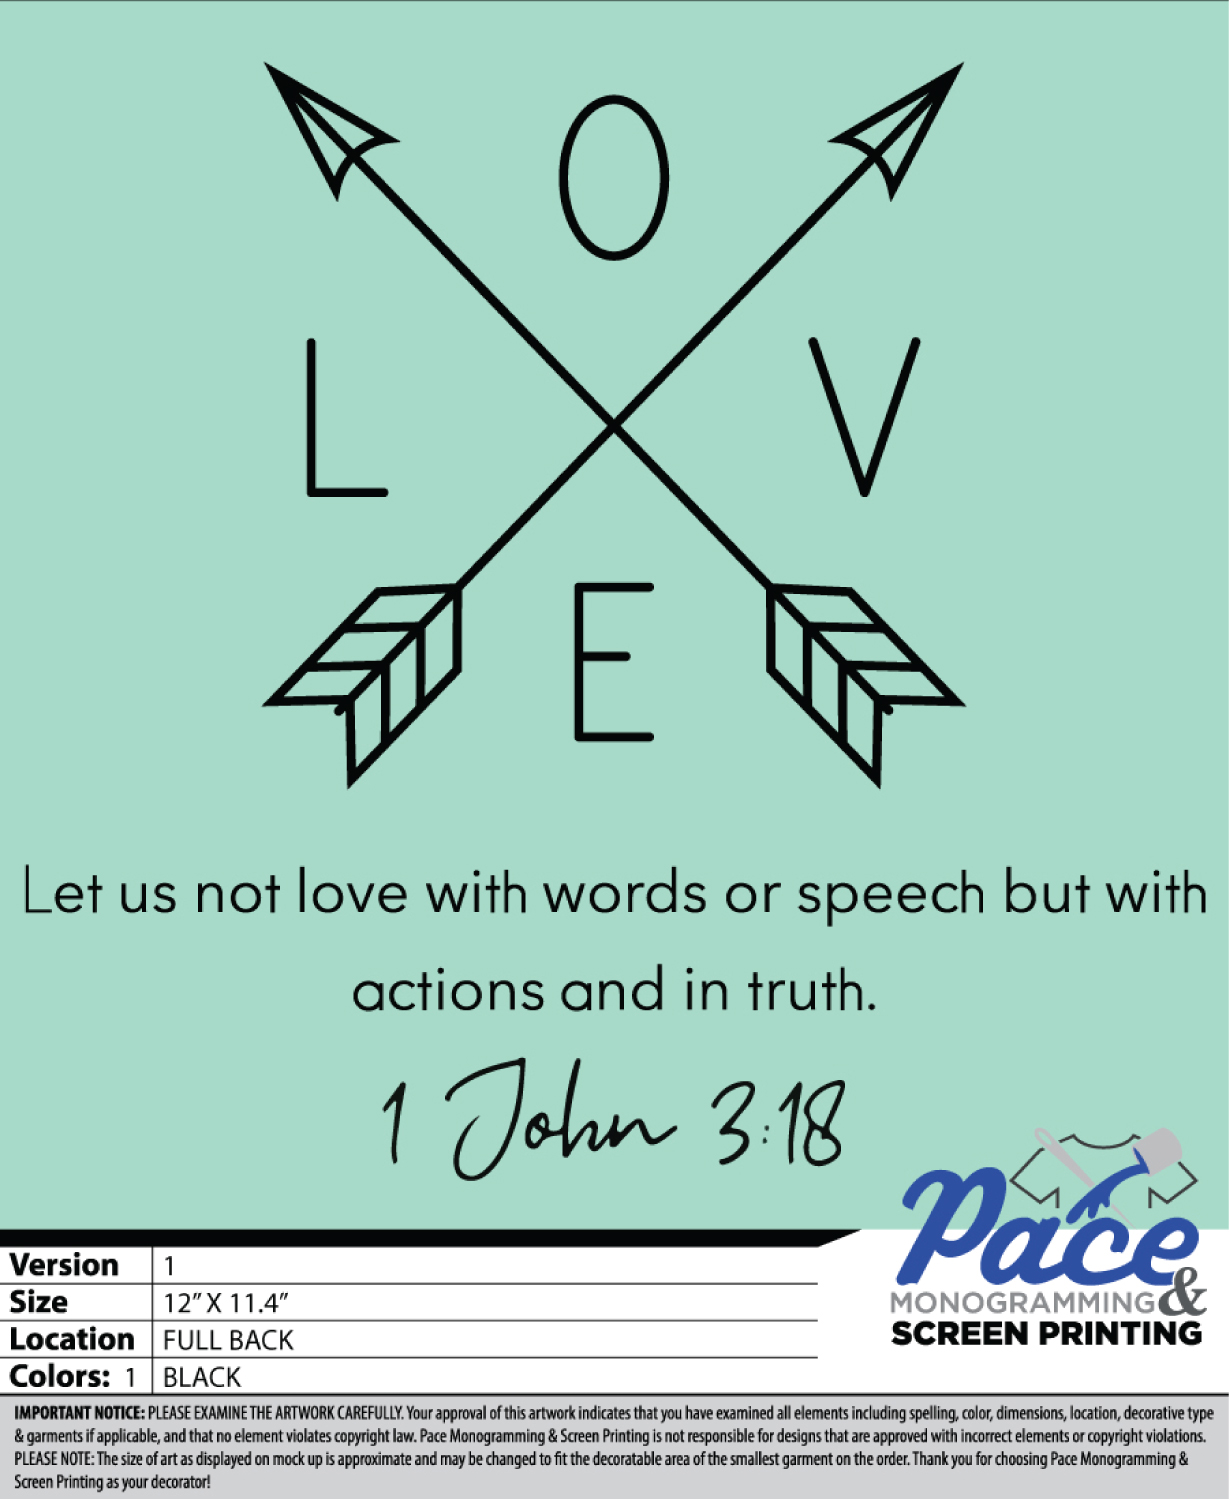 O
L V
E
Let us not love with words or speech but with
actions and in truth.
1 John 3:18
Pace
MONOGRAMMING &
SCREEN PRINTING
Version 1
Size 12” X 11.4”
Location FULL BACK
Colors: 1 BLACK
IMPORTANT NOTICE: PLEASE EXAMINE THE ARTWORK CAREFULLY. Your approval of this artwork indicates that you have examined all elements including spelling, color, dimensions, location, decorative type
& garments if applicable, and that no element violates copyright law. Pace Monogramming & Screen Printing is not responsible for designs that are approved with incorrect elements or copyright violations.
PLEASE NOTE: The size of art as displayed on mock up is approximate and may be changed to fit the decoratable area of the smallest garment on the order. Thank you for choosing Pace Monogramming &
Screen Printing as your decorator!